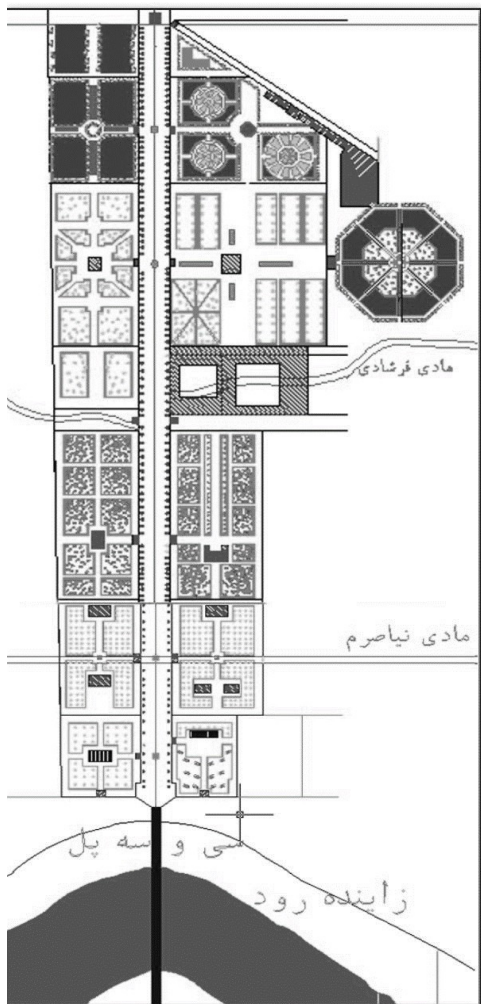 مادی فرشادی
مادی نیاصرم
سی و سه پل
زاینده رود